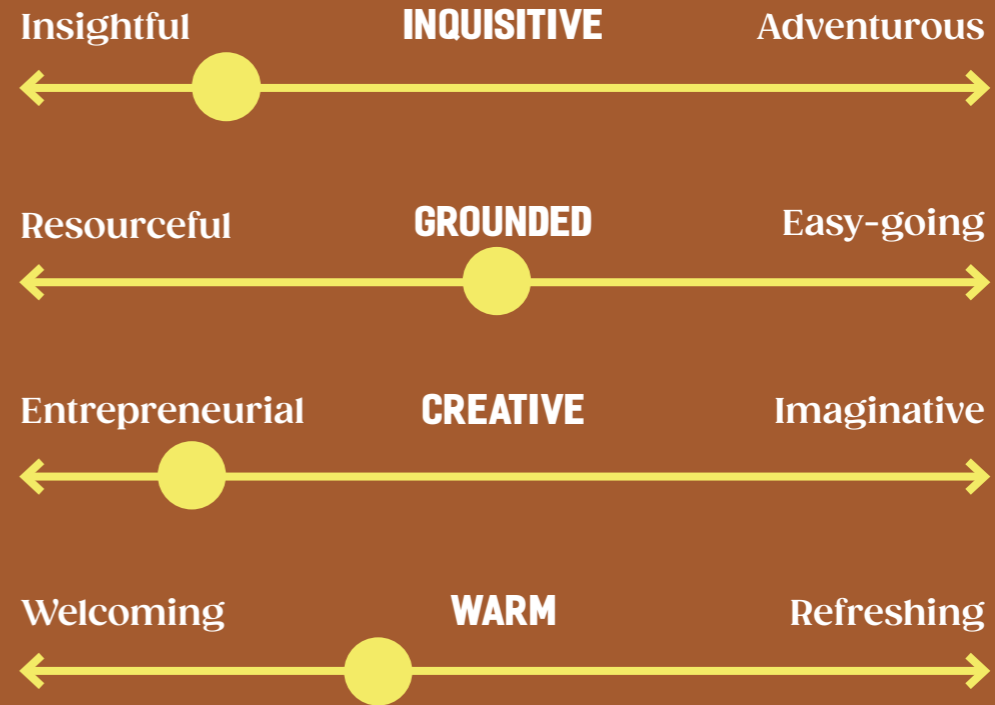 Insightful INQUISITIVE Adventurous
Resourceful GROUNDED Easy-going
Entrepreneurial CREATIVE Imaginative
Welcoming WARM Refreshing